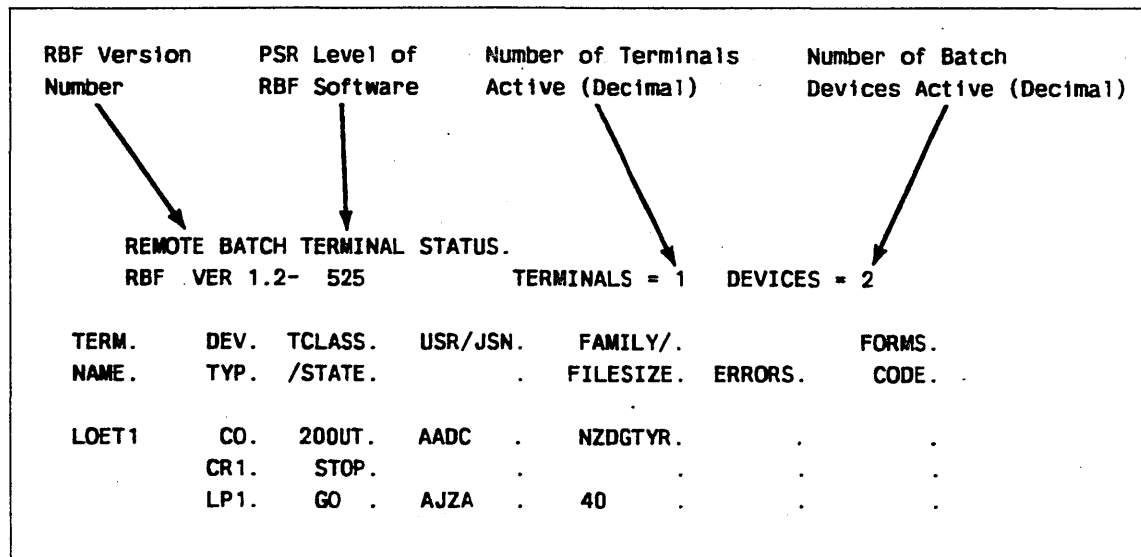 RBF Version PSR Level of Number of Terminals Number of Batch
Number RBF Software Active (Decimal) Devices Active (Decimal)
REMOTE BATCH TERMINAL STATUS.
RBF VER 1.2- 525 TERMINALS = 1 DEVICES = 2
TERM. DEV. TCLASS. USR/JSN. FAMILY/. FORMS.
NAME. TYP. /STATE. . FILESIZE. ERRORS. CODE.
LOET1 CO. 200UT. AADC . NZDGTYR. . .
CR1. STOP. . . . .
LP1. GO . AJZA . 40 . . .